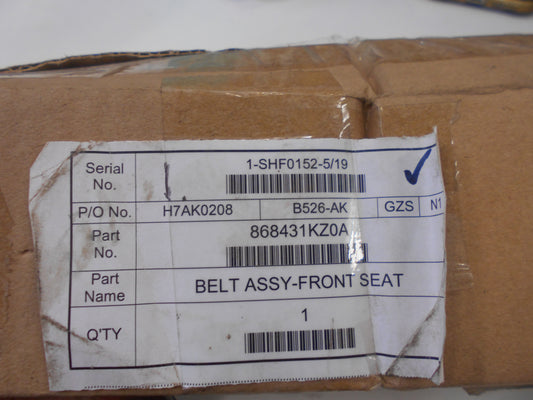 Serial No. 1-SHF0152-5/19
P/O No. H7AK0208 B526-AK GZS N1
Part No. 868431KZ0A
Part Name BELT ASSY-FRONT SEAT
Q'TY 1